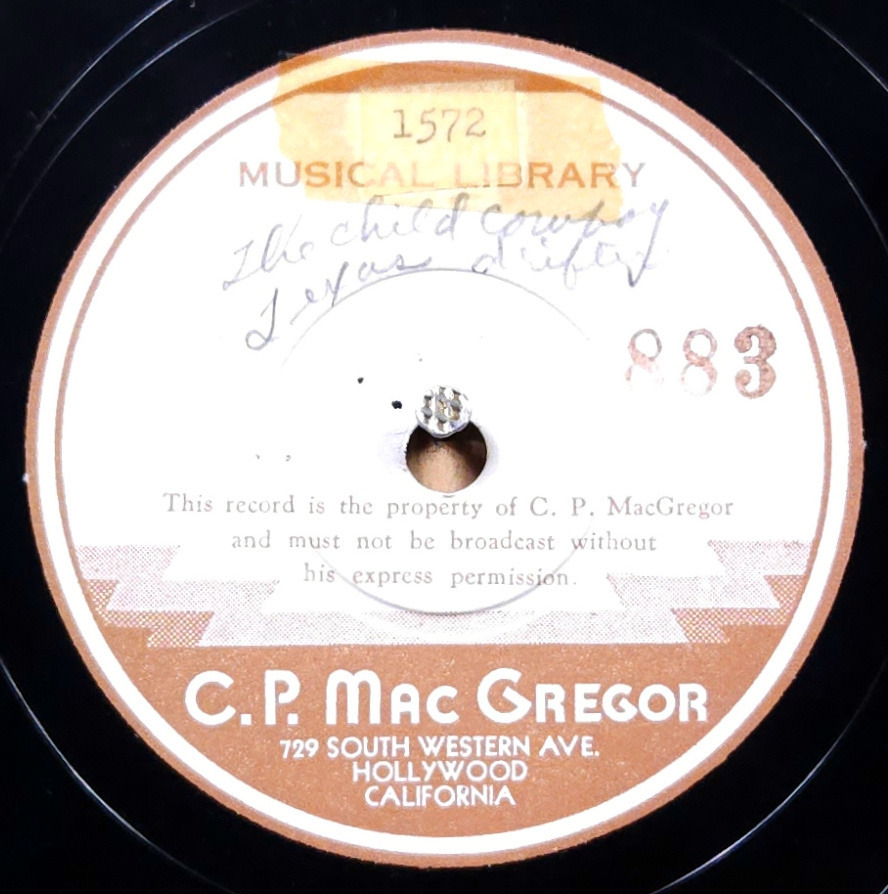 1572
MUSICAL LIBRARY
The child cowboy
Texas drifter
883
This record is the property of C. P. MacGregor
and must not be broadcast without
his express permission.
C.P. MAC GREGOR
729 SOUTH WESTERN AVE.
HOLLYWOOD
CALIFORNIA